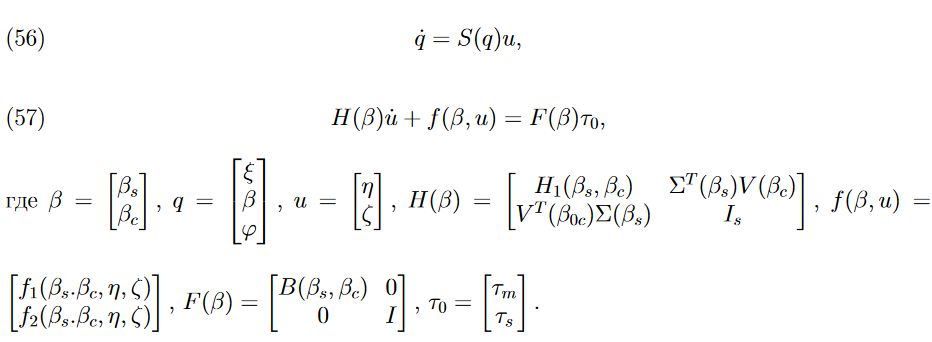 (56) q̇ = S(q)u,
(57) H(β)u̇ + f(β, u) = F(β)τ₀,
где β = [β_s; β_c], q = [ξ; β; φ], u = [η; ζ], H(β) = [H₁(β_s, β_c) Σ^T(β_s)V(β_c); V^T(β_{0c})Σ(β_s) I_s], f(β, u) =
[f₁(β_s.β_c, η, ζ); f₂(β_s.β_c, η, ζ)], F(β) = [B(β_s, β_c) 0; 0 I], τ₀ = [τ_m; τ_s].